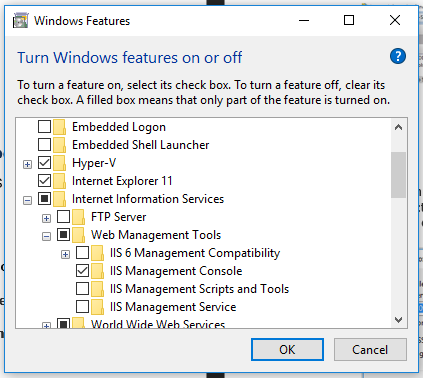 Windows Features
Turn Windows features on or off
To turn a feature on, select its check box. To turn a feature off, clear its
check box. A filled box means that only part of the feature is turned on.
Embedded Logon
Embedded Shell Launcher
Hyper-V
Internet Explorer 11
Internet Information Services
FTP Server
Web Management Tools
IIS 6 Management Compatibility
IIS Management Console
IIS Management Scripts and Tools
IIS Management Service
World Wide Web Services
OK
Cancel